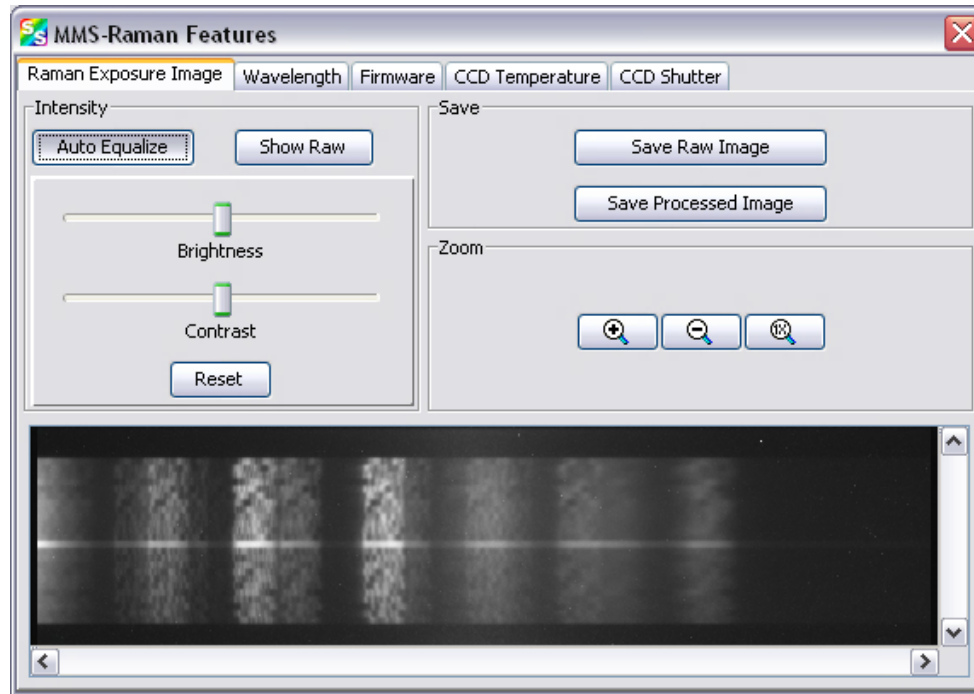 MMS-Raman Features
Raman Exposure Image Wavelength Firmware CCD Temperature CCD Shutter
Intensity
Auto Equalize Show Raw
Brightness
Contrast
Reset
Save
Save Raw Image
Save Processed Image
Zoom
1X